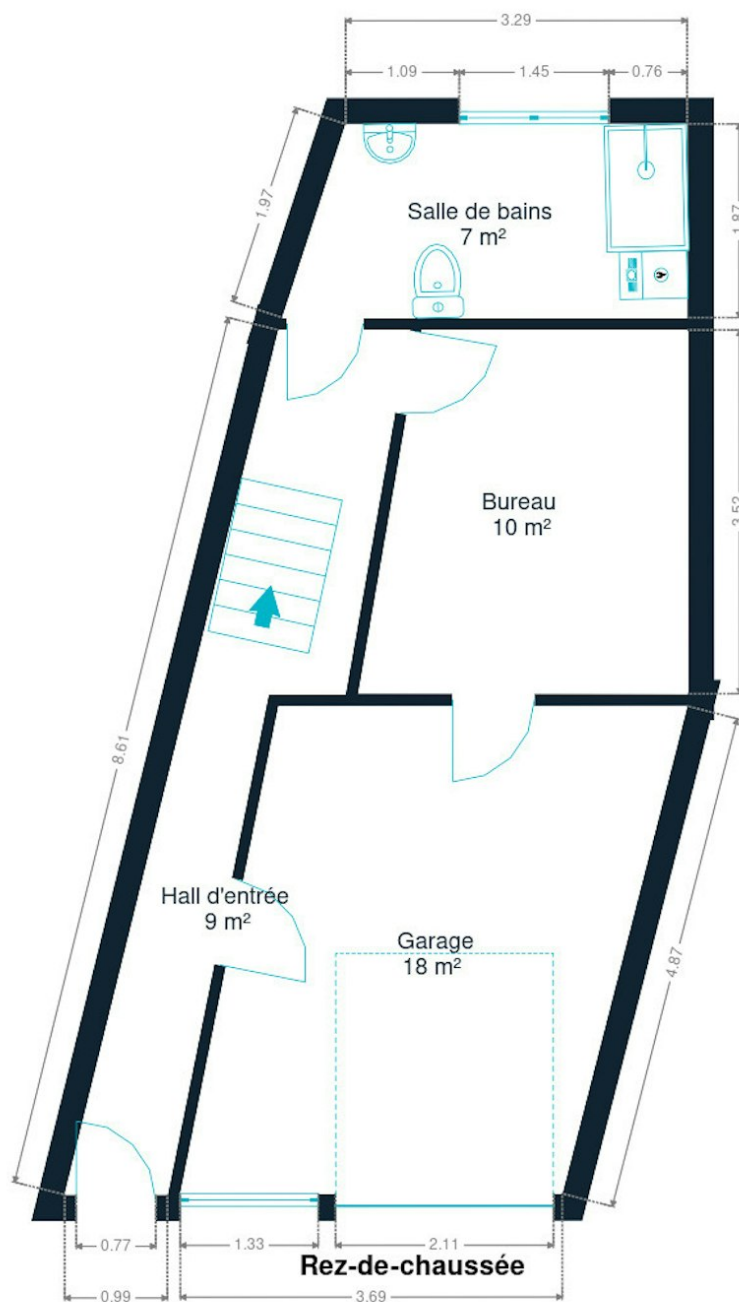 3.29
1.09
1.45
0.76
1.97
1.87
Salle de bains
7 m²
Bureau
10 m²
3.52
8.61
Hall d'entrée
9 m²
Garage
18 m²
4.87
0.77
1.33
2.11
Rez-de-chaussée
0.99
3.69